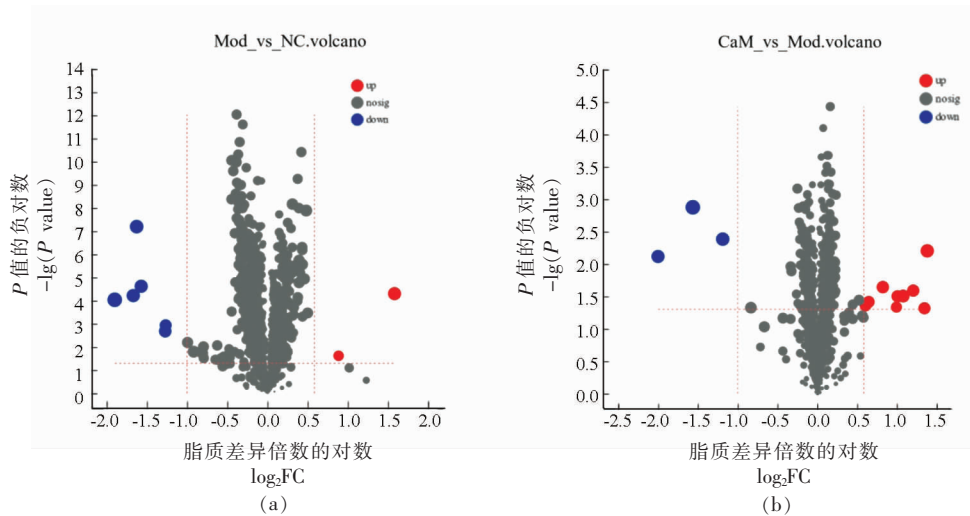 Mod_vs_NC.volcano
14
13
12
11
10
9
8
7
6
5
4
3
2
1
0
P 值的负对数
-lg(P value)
up
nosig
down
-2.0 -1.5 -1.0 -0.5 0.0 0.5 1.0 1.5 2.0
脂质差异倍数的对数
log₂FC
(a)
CaM_vs_Mod.volcano
5.0
4.5
4.0
3.5
3.0
2.5
2.0
1.5
1.0
0.5
0.0
P 值的负对数
-lg(P value)
up
nosig
down
-2.5 -2.0 -1.5 -1.0 -0.5 0.0 0.5 1.0 1.5
脂质差异倍数的对数
log₂FC
(b)